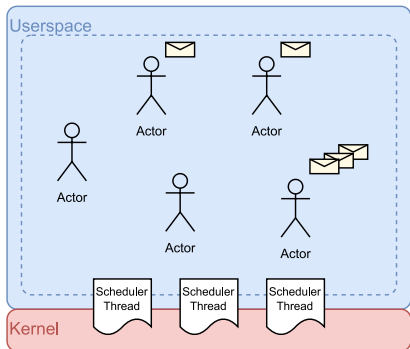 Userspace
Actor
Actor
Actor
Actor
Actor
Scheduler
Thread
Scheduler
Thread
Scheduler
Thread
Kernel